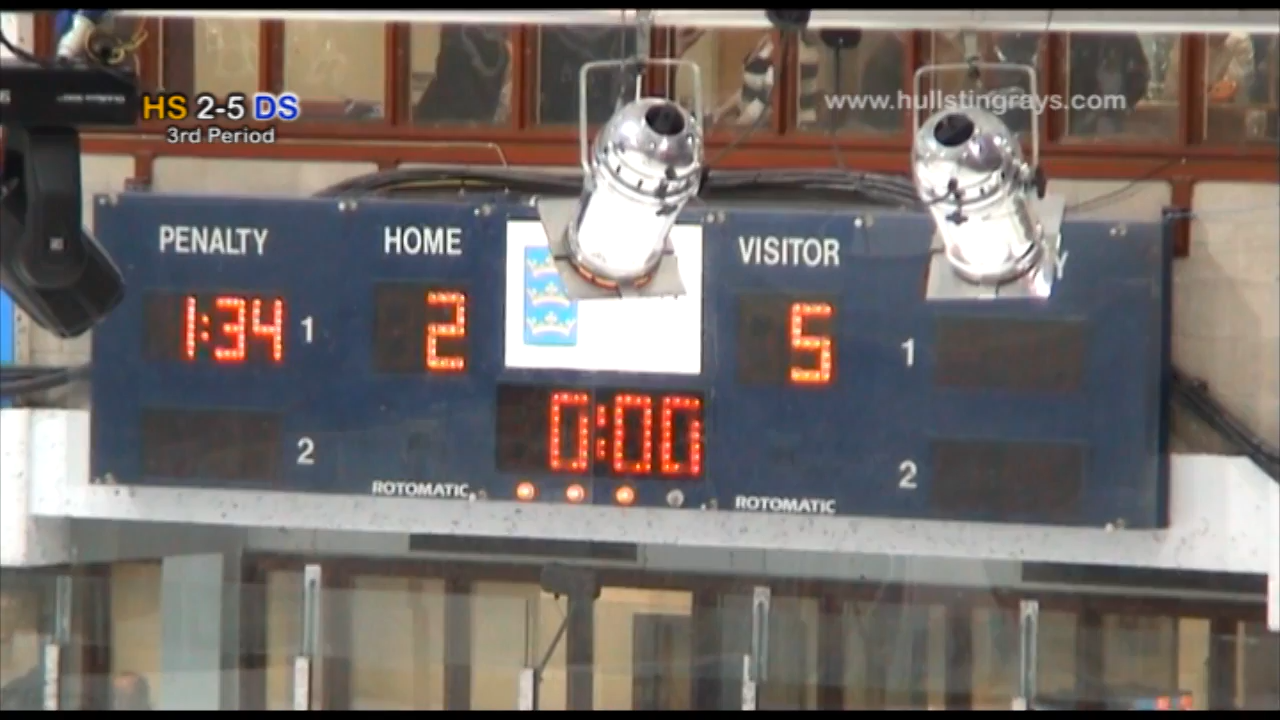 HS 2-5 DS
3rd Period
www.hullstingrays.com
PENALTY
HOME
VISITOR
Y
1:34 1
2
5
1
0:00
2
2
ROTOMATIC
ROTOMATIC